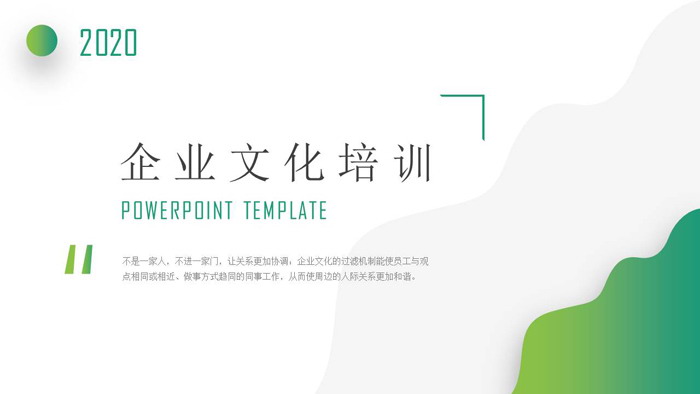 2020
企业文化培训
POWERPOINT TEMPLATE
不是一家人，不进一家门，让关系更加协调：企业文化的过滤机制能使员工与观
点相同或相近、做事方式趋同的同事工作，从而使周边的人际关系更加和谐。